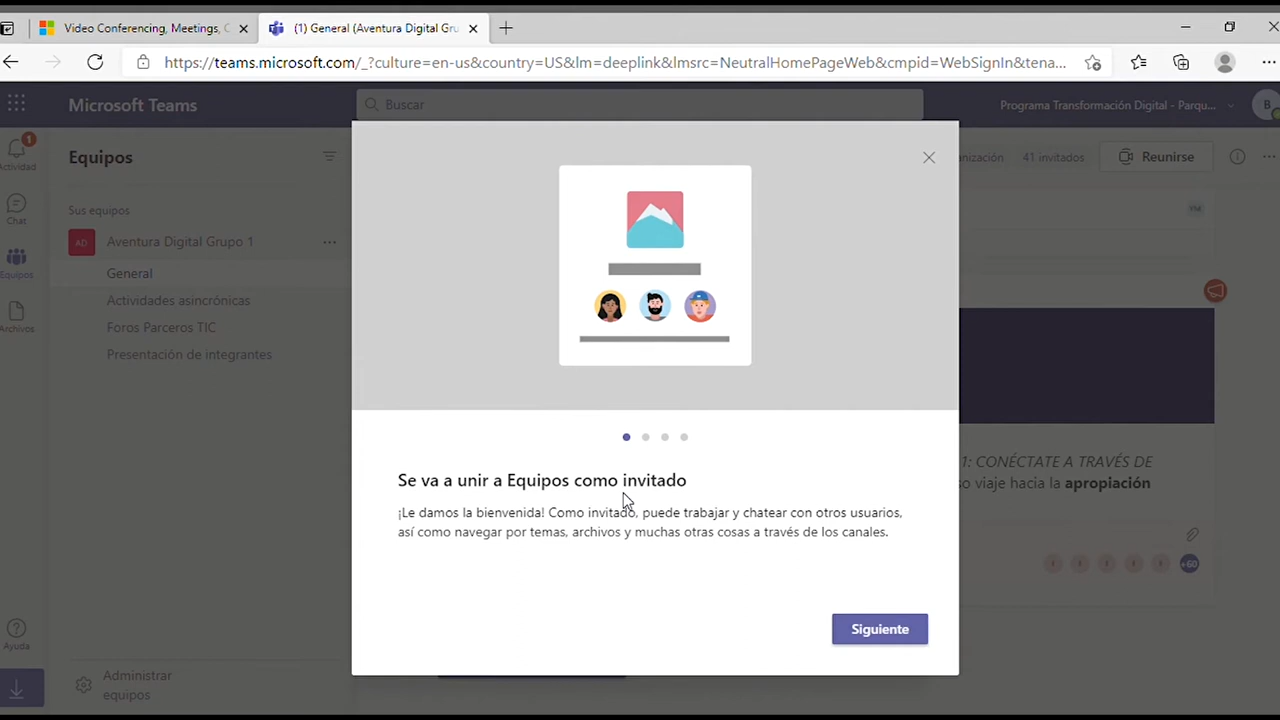 Video Conferencing, Meetings, C
(1) General (Aventura Digital Gru
https://teams.microsoft.com/_?culture=en-us&country=US&lm=deeplink&lmsrc=NeutralHomePageWeb&cmpid=WebSignIn&tena...
Microsoft Teams
Buscar
Programa Transformación Digital - Parqu...
B
1
Actividad
Equipos
anización
41 invitados
Reunirse
Chat
Sus equipos
AD
Aventura Digital Grupo 1
Equipos
General
Actividades asincrónicas
Archivos
Foros Parceros TIC
Presentación de integrantes
Se va a unir a Equipos como invitado
¡Le damos la bienvenida! Como invitado, puede trabajar y chatear con otros usuarios,
así como navegar por temas, archivos y muchas otras cosas a través de los canales.
Siguiente
1: CONÉCTATE A TRAVÉS DE
so viaje hacia la apropiación
+60
Ayuda
Administrar
equipos